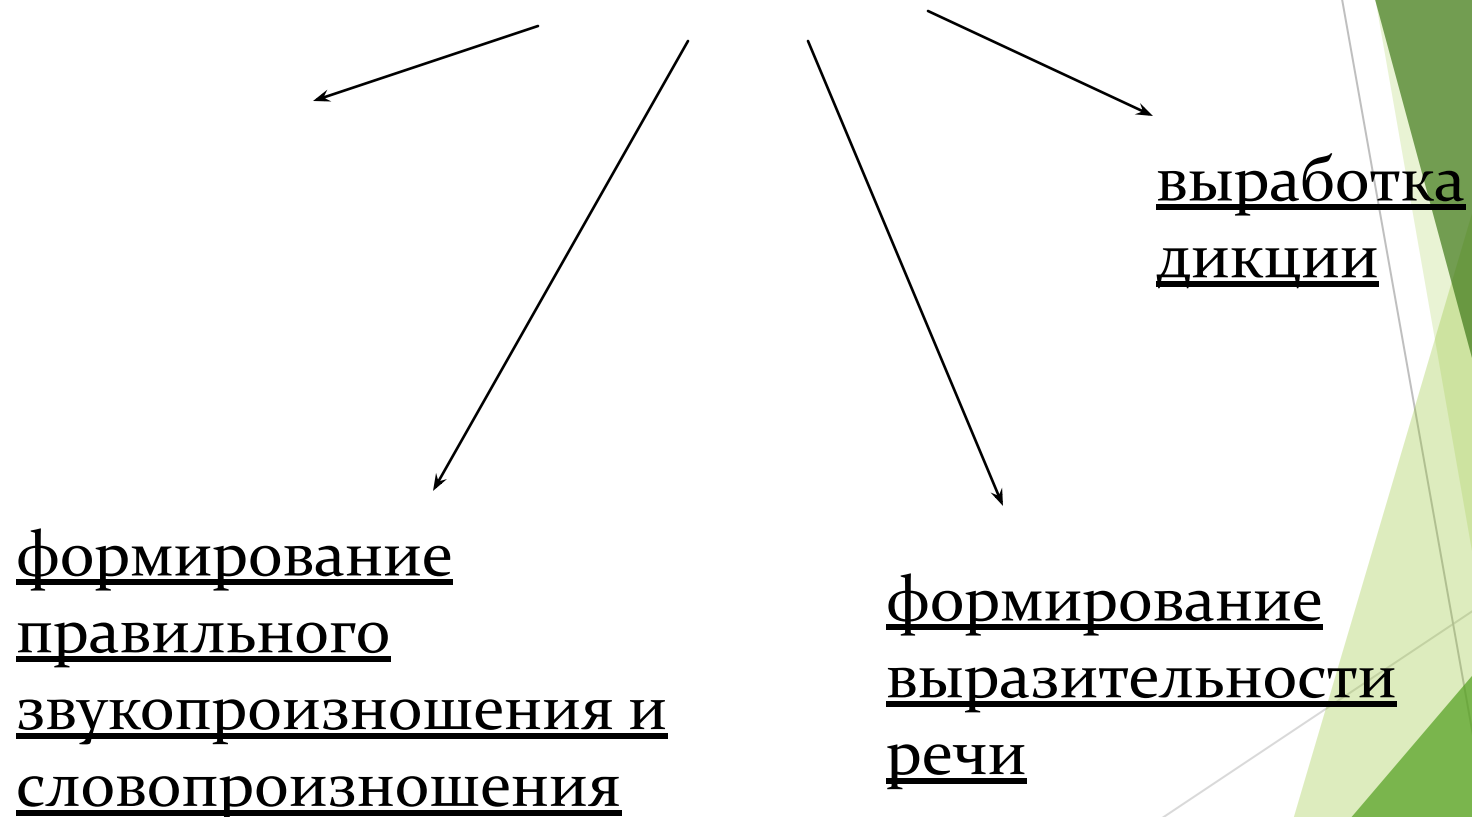 выработка
дикции
формирование
правильного
звукопроизношения и
словопроизношения
формирование
выразительности
речи